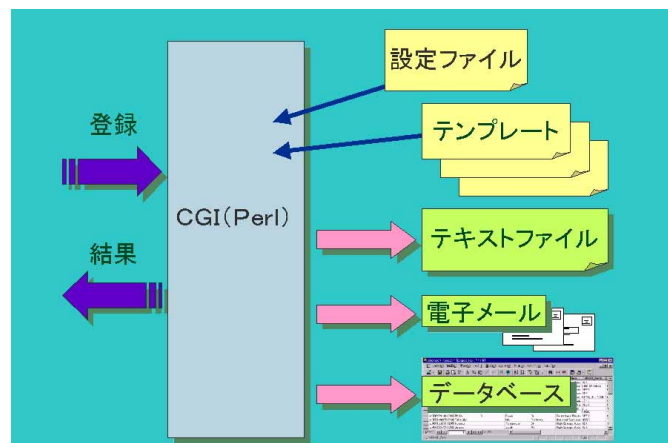 設定ファイル
登録
テンプレート
CGI(Perl)
テキストファイル
結果
電子メール
データベース